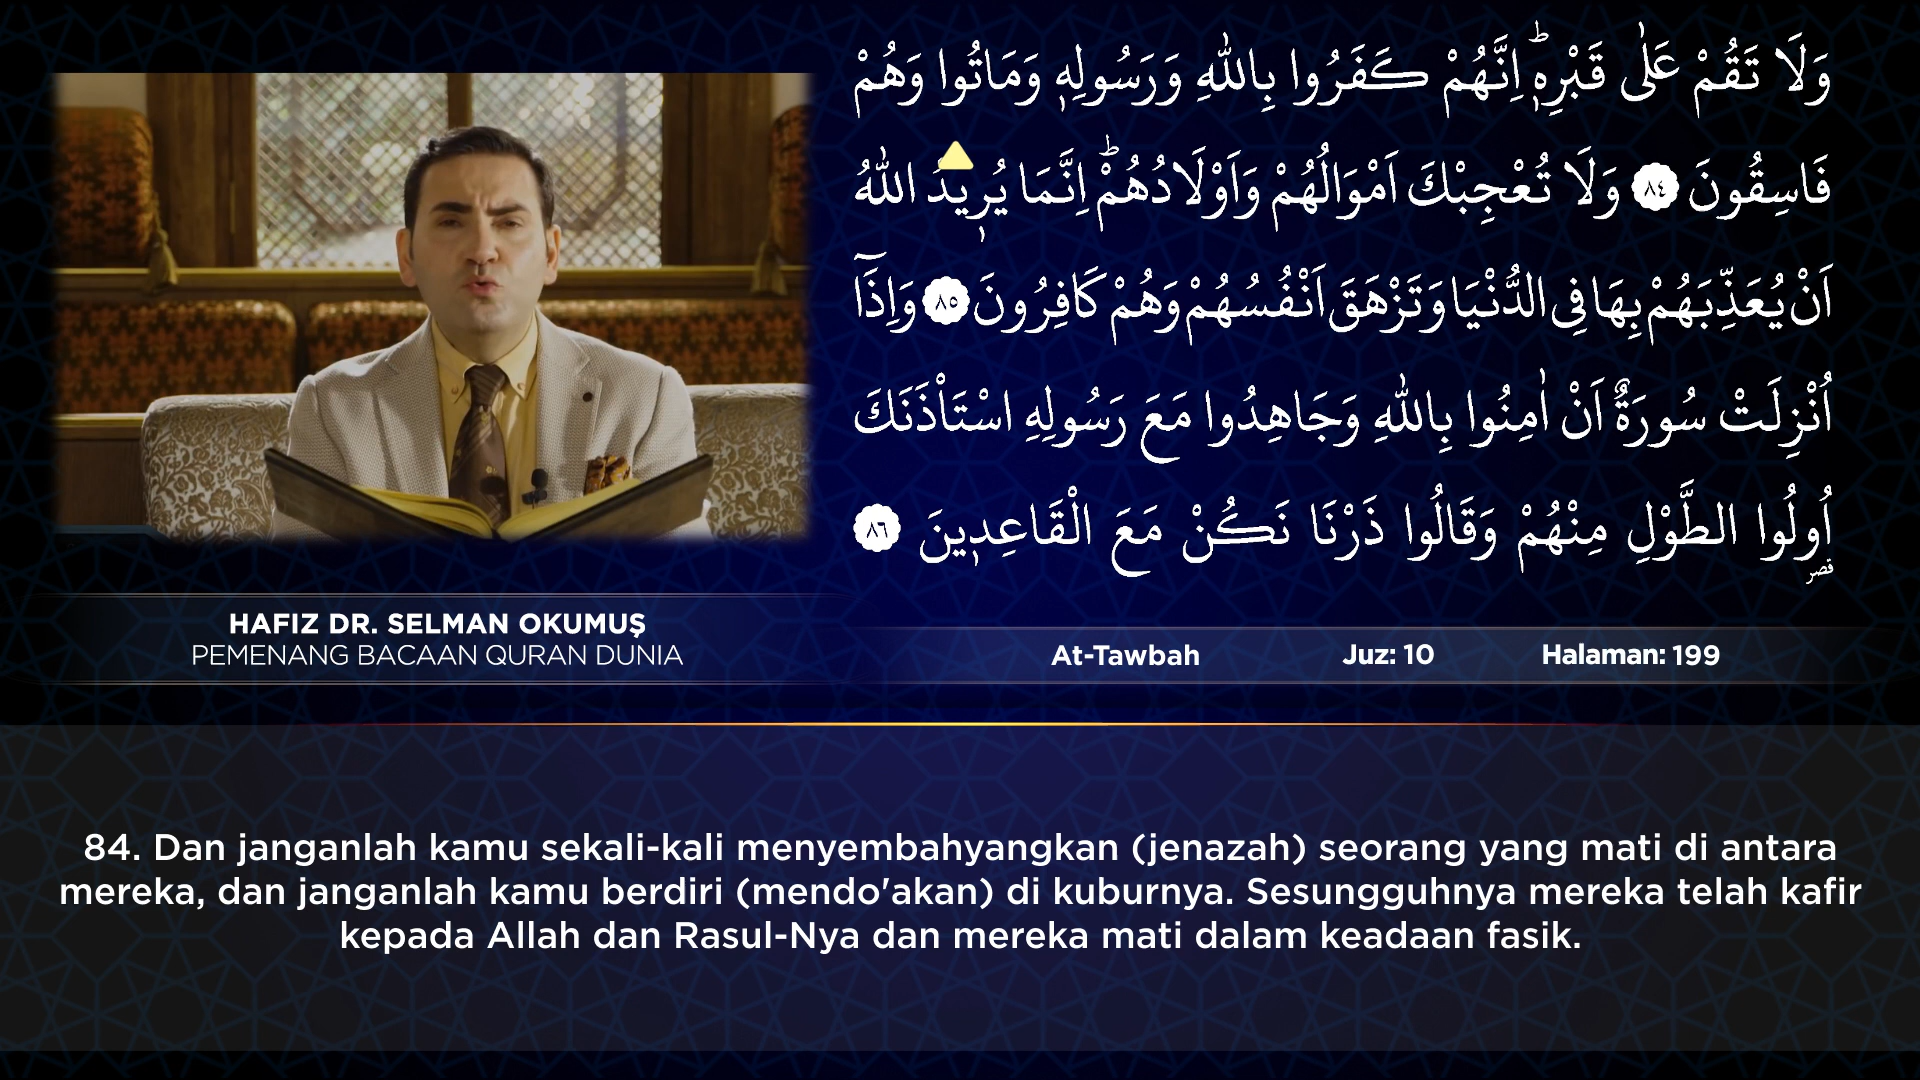 وَلَا تَقُمْ عَلٰى قَبْرِهٖۜ اِنَّهُمْ كَفَرُوا بِاللّٰهِ وَرَسُولِهٖ وَمَاتُوا وَهُمْ
فَاسِقُونَ ﴿٨٤﴾ وَلَا تُعْجِبْكَ اَمْوَالُهُمْ وَاَوْلَادُهُمْۜ اِنَّمَا يُرٖيدُ اللّٰهُ
اَنْ يُعَذِّبَهُمْ بِهَا فِى الدُّنْيَا وَتَزْهَقَ اَنْفُسُهُمْ وَهُمْ كَافِرُونَ ﴿٨٥﴾ وَاِذَٓا
اُنْزِلَتْ سُورَةٌ اَنْ اٰمِنُوا بِاللّٰهِ وَجَاهِدُوا مَعَ رَسُولِهِ اسْتَأْذَنَكَ
اُو۬لُوا الطَّوْلِ مِنْهُمْ وَقَالُوا ذَرْنَا نَكُنْ مَعَ الْقَاعِدٖينَ ﴿٨٦﴾
قصر
HAFIZ DR. SELMAN OKUMUŞ
PEMENANG BACAAN QURAN DUNIA
At-Tawbah Juz: 10 Halaman: 199
84. Dan janganlah kamu sekali-kali menyembahyangkan (jenazah) seorang yang mati di antara
mereka, dan janganlah kamu berdiri (mendo'akan) di kuburnya. Sesungguhnya mereka telah kafir
kepada Allah dan Rasul-Nya dan mereka mati dalam keadaan fasik.